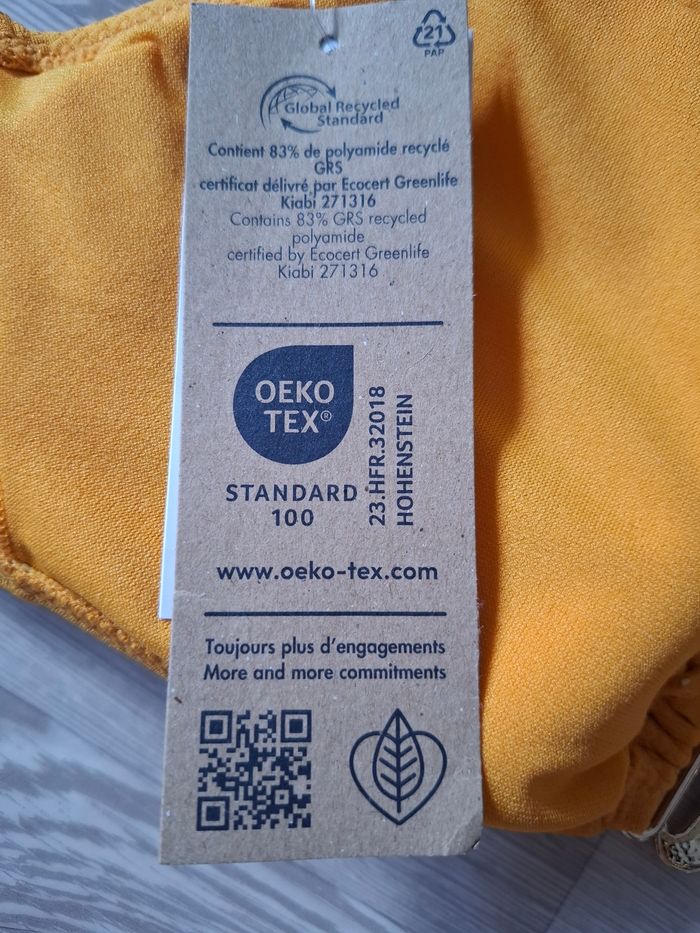 21
PAP
Global Recycled
Standard
Contient 83% de polyamide recyclé
GRS
certificat délivré par Ecocert Greenlife
Kiabi 271316
Contains 83% GRS recycled
polyamide
certified by Ecocert Greenlife
Kiabi 271316
OEKO
TEX®
STANDARD
100
23.HFR.32018
HOHENSTEIN
www.oeko-tex.com
Toujours plus d'engagements
More and more commitments